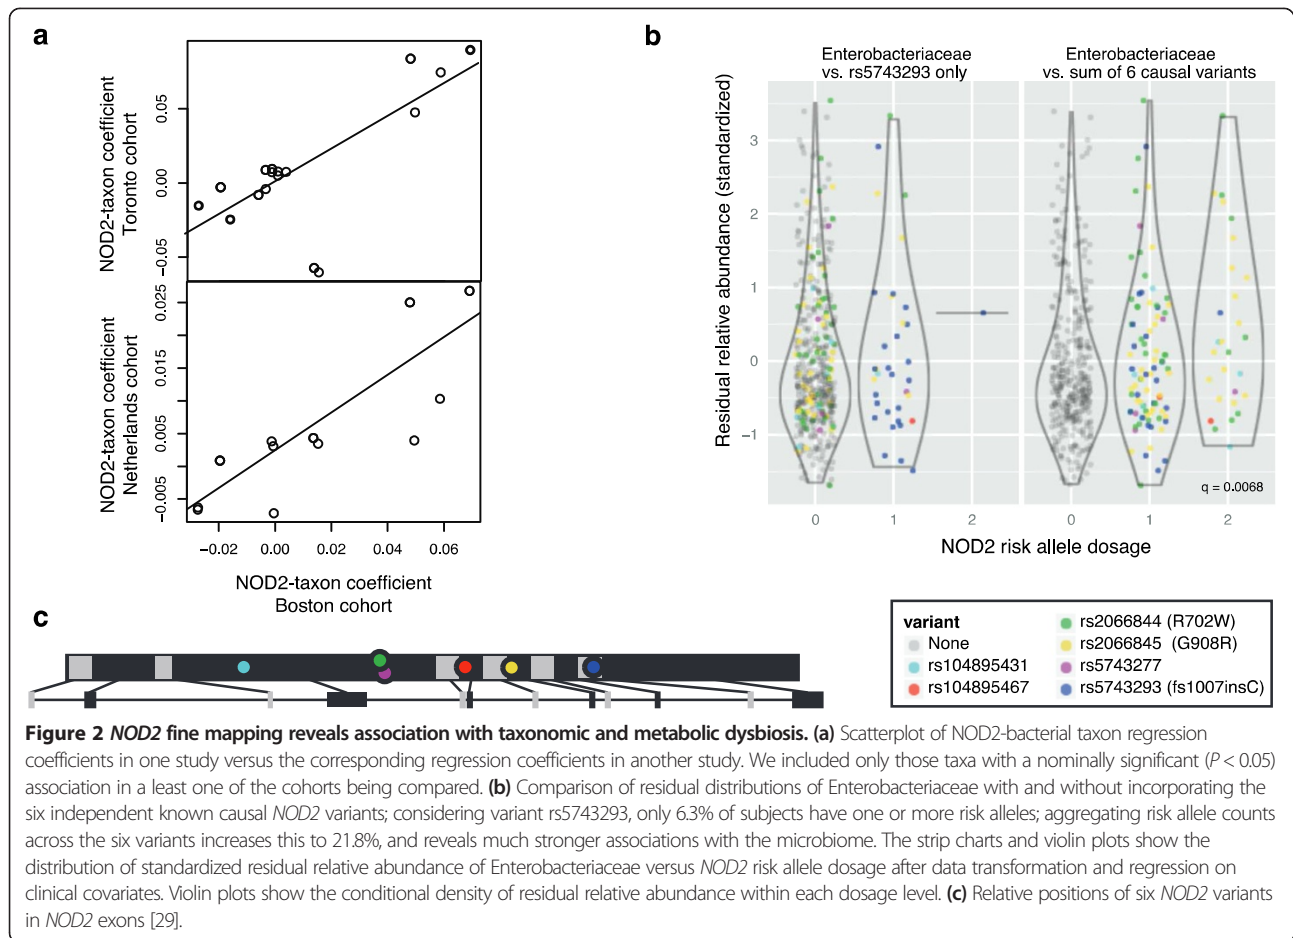 a
NOD2-taxon coefficient
Toronto cohort
0.05
0.00
−0.05
NOD2-taxon coefficient
Netherlands cohort
0.025
0.015
0.005
−0.005
−0.02 0.00 0.02 0.04 0.06
NOD2-taxon coefficient
Boston cohort
b
Enterobacteriaceae
vs. rs5743293 only
Enterobacteriaceae
vs. sum of 6 causal variants
Residual relative abundance (standardized)
3
2
1
0
−1
q = 0.0068
0 1 2 0 1 2
NOD2 risk allele dosage
c
variant
None
rs104895431
rs104895467
rs2066844 (R702W)
rs2066845 (G908R)
rs5743277
rs5743293 (fs1007insC)
Figure 2 NOD2 fine mapping reveals association with taxonomic and metabolic dysbiosis. (a) Scatterplot of NOD2-bacterial taxon regression
coefficients in one study versus the corresponding regression coefficients in another study. We included only those taxa with a nominally significant (P < 0.05)
association in a least one of the cohorts being compared. (b) Comparison of residual distributions of Enterobacteriaceae with and without incorporating the
six independent known causal NOD2 variants; considering variant rs5743293, only 6.3% of subjects have one or more risk alleles; aggregating risk allele counts
across the six variants increases this to 21.8%, and reveals much stronger associations with the microbiome. The strip charts and violin plots show the
distribution of standardized residual relative abundance of Enterobacteriaceae versus NOD2 risk allele dosage after data transformation and regression on
clinical covariates. Violin plots show the conditional density of residual relative abundance within each dosage level. (c) Relative positions of six NOD2 variants
in NOD2 exons [29].